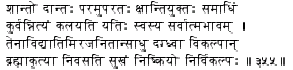 शान्तो दान्तः परमुपरतः क्षान्तियुक्तः समाधिं
कुर्वन्नित्यं कलयति यतिः स्वस्य सर्वात्मभावम् ।
तेनाविद्यातिमिरजनितान्साधु दग्ध्वा विकल्पान्
ब्रह्माकृत्या निवसति सुखं निष्क्रियो निर्विकल्पः ॥ ३५५॥